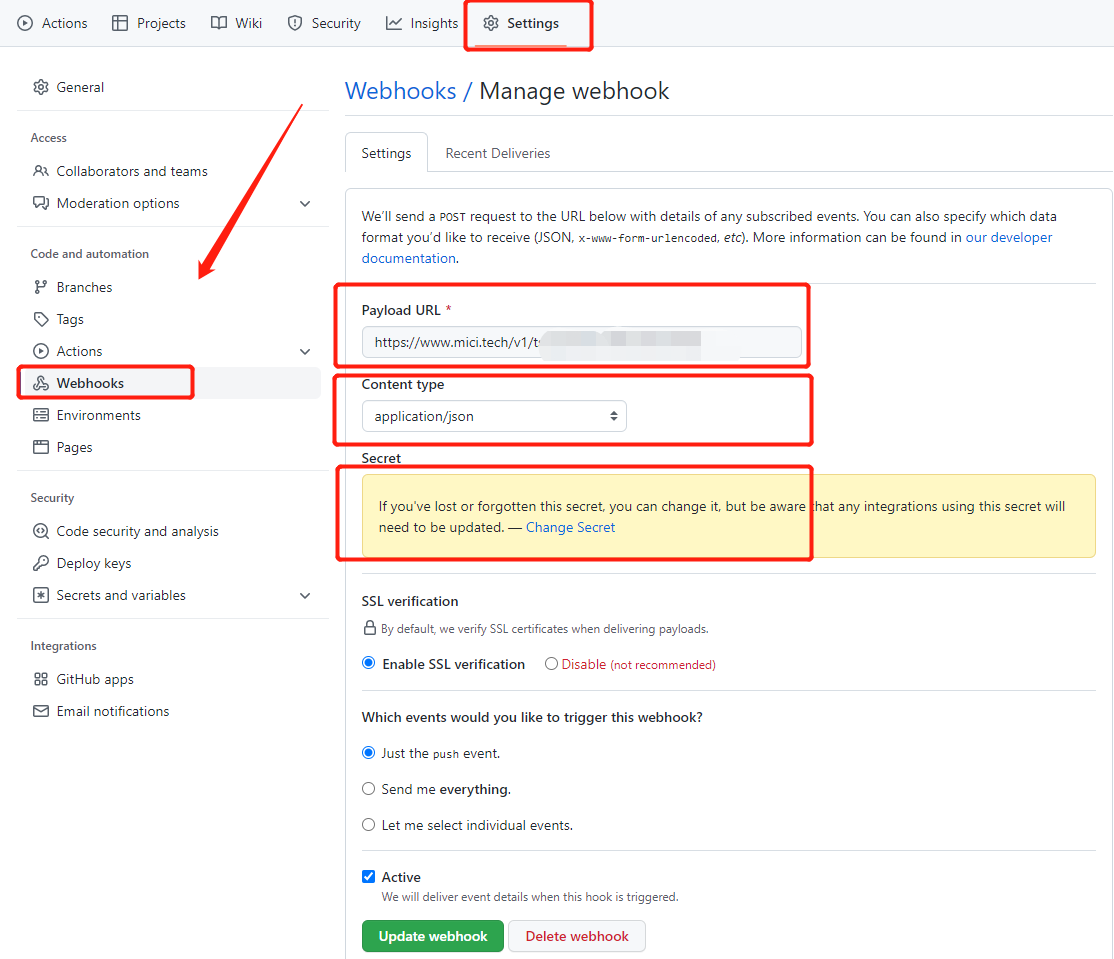 Actions Projects Wiki Security Insights Settings
General
Access
Collaborators and teams
Moderation options
Code and automation
Branches
Tags
Actions
Webhooks
Environments
Pages
Security
Code security and analysis
Deploy keys
Secrets and variables
Integrations
GitHub apps
Email notifications
Webhooks / Manage webhook
Settings Recent Deliveries
We'll send a POST request to the URL below with details of any subscribed events. You can also specify which data
format you'd like to receive (JSON, x-www-form-urlencoded, etc). More information can be found in our developer
documentation.
Payload URL *
https://www.mici.tech/v1/
Content type
application/json
Secret
If you've lost or forgotten this secret, you can change it, but be aware that any integrations using this secret will
need to be updated. — Change Secret
SSL verification
By default, we verify SSL certificates when delivering payloads.
Enable SSL verification Disable (not recommended)
Which events would you like to trigger this webhook?
Just the push event.
Send me everything.
Let me select individual events.
Active
We will deliver event details when this hook is triggered.
Update webhook Delete webhook